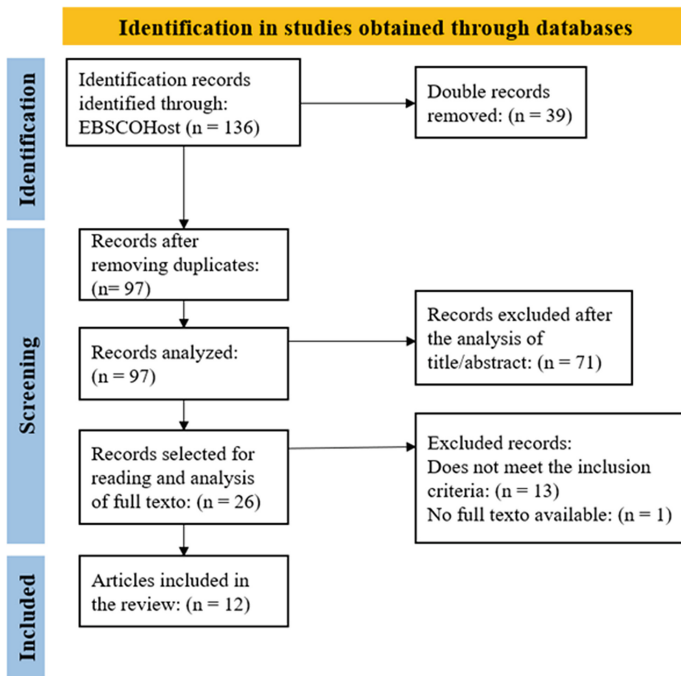 Identification in studies obtained through databases
Identification
Identification records
identified through:
EBSCOHost (n = 136)
Double records
removed: (n = 39)
Screening
Records after
removing duplicates:
(n= 97)
Records analyzed:
(n = 97)
Records excluded after
the analysis of
title/abstract: (n = 71)
Records selected for
reading and analysis
of full texto: (n = 26)
Excluded records:
Does not meet the inclusion
criteria: (n = 13)
No full texto available: (n = 1)
Included
Articles included in
the review: (n = 12)